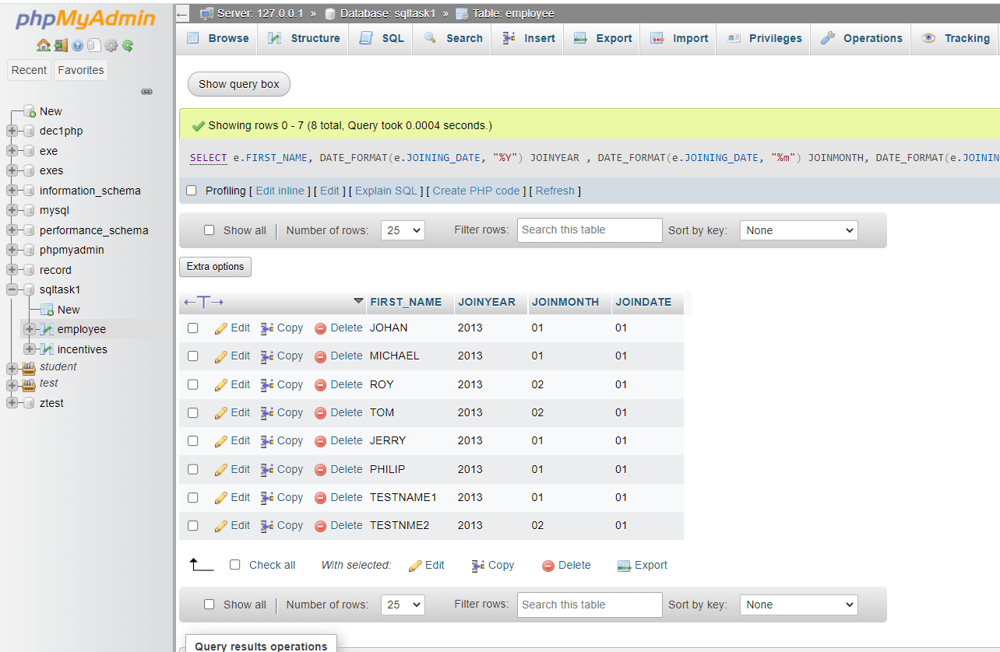 phpMyAdmin
Recent Favorites
New
dec1php
exe
exes
information_schema
mysql
performance_schema
phpmyadmin
record
sqltask1
New
employee
incentives
student
test
ztest
Server: 127.0.0.1 » Database: sqltask1 » Table: employee
Browse Structure SQL Search Insert Export Import Privileges Operations Tracking
Show query box
Showing rows 0 - 7 (8 total, Query took 0.0004 seconds.)
SELECT e.FIRST_NAME, DATE_FORMAT(e.JOINING_DATE, "%Y") JOINYEAR , DATE_FORMAT(e.JOINING_DATE, "%m") JOINMONTH, DATE_FORMAT(e.JOININ
Profiling [ Edit inline ] [ Edit ] [ Explain SQL ] [ Create PHP code ] [ Refresh ]
Show all Number of rows: 25 Filter rows: Search this table Sort by key: None
Extra options
←T→ FIRST_NAME JOINYEAR JOINMONTH JOINDATE
Edit Copy Delete JOHAN 2013 01 01
Edit Copy Delete MICHAEL 2013 01 01
Edit Copy Delete ROY 2013 02 01
Edit Copy Delete TOM 2013 02 01
Edit Copy Delete JERRY 2013 01 01
Edit Copy Delete PHILIP 2013 01 01
Edit Copy Delete TESTNAME1 2013 01 01
Edit Copy Delete TESTNME2 2013 02 01
Check all With selected: Edit Copy Delete Export
Show all Number of rows: 25 Filter rows: Search this table Sort by key: None
Query results operations